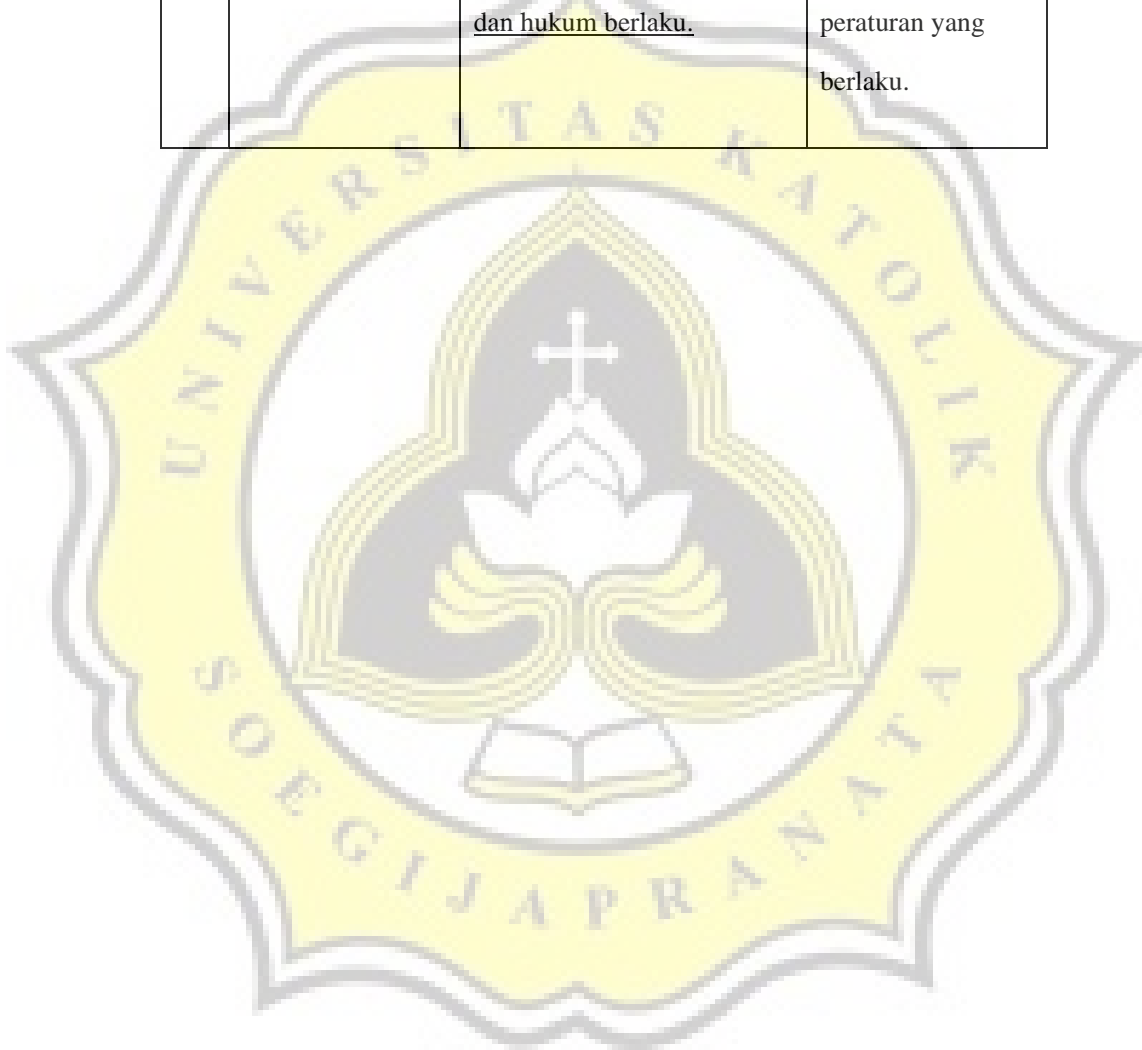 dan hukum berlaku.
peraturan yang
berlaku.
UNIVERSITAS KATOLIK
SOEGIJAPRANATA